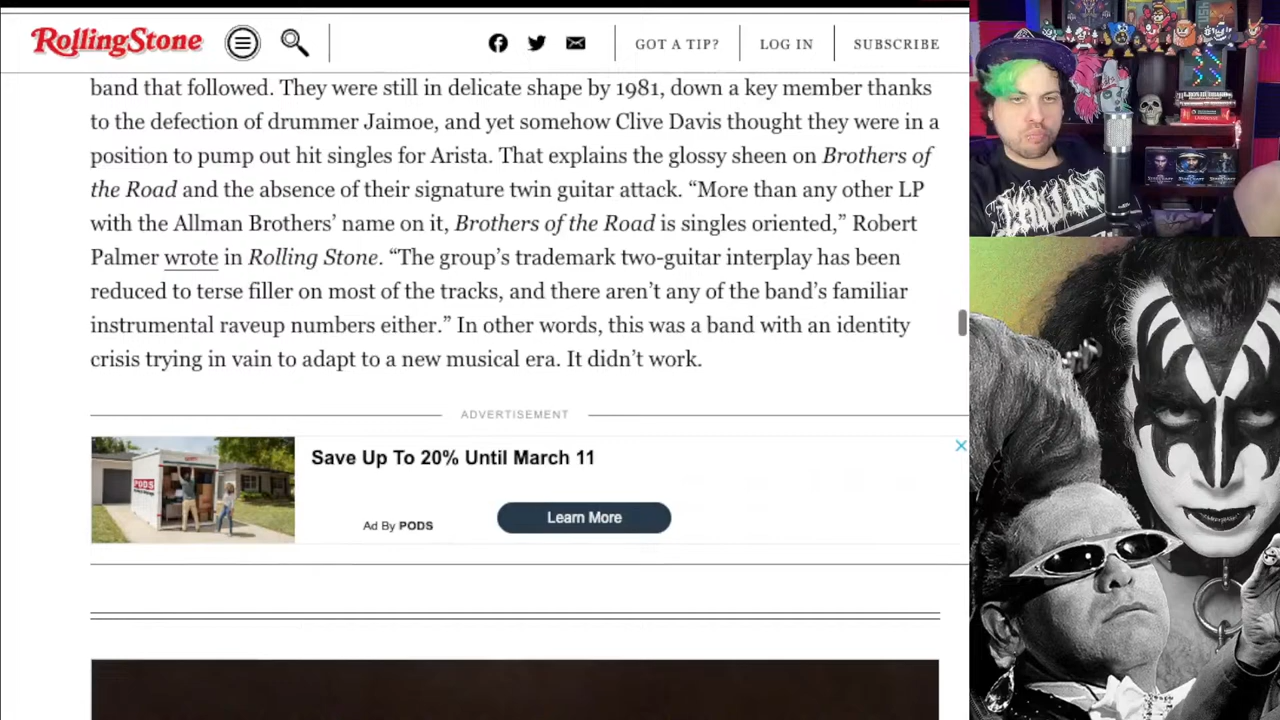 RollingStone
GOT A TIP?
LOG IN
SUBSCRIBE
band that followed. They were still in delicate shape by 1981, down a key member thanks
to the defection of drummer Jaimoe, and yet somehow Clive Davis thought they were in a
position to pump out hit singles for Arista. That explains the glossy sheen on Brothers of
the Road and the absence of their signature twin guitar attack. “More than any other LP
with the Allman Brothers’ name on it, Brothers of the Road is singles oriented,” Robert
Palmer wrote in Rolling Stone. “The group’s trademark two-guitar interplay has been
reduced to terse filler on most of the tracks, and there aren’t any of the band’s familiar
instrumental raveup numbers either.” In other words, this was a band with an identity
crisis trying in vain to adapt to a new musical era. It didn’t work.
ADVERTISEMENT
PODS
Save Up To 20% Until March 11
Ad By PODS
Learn More